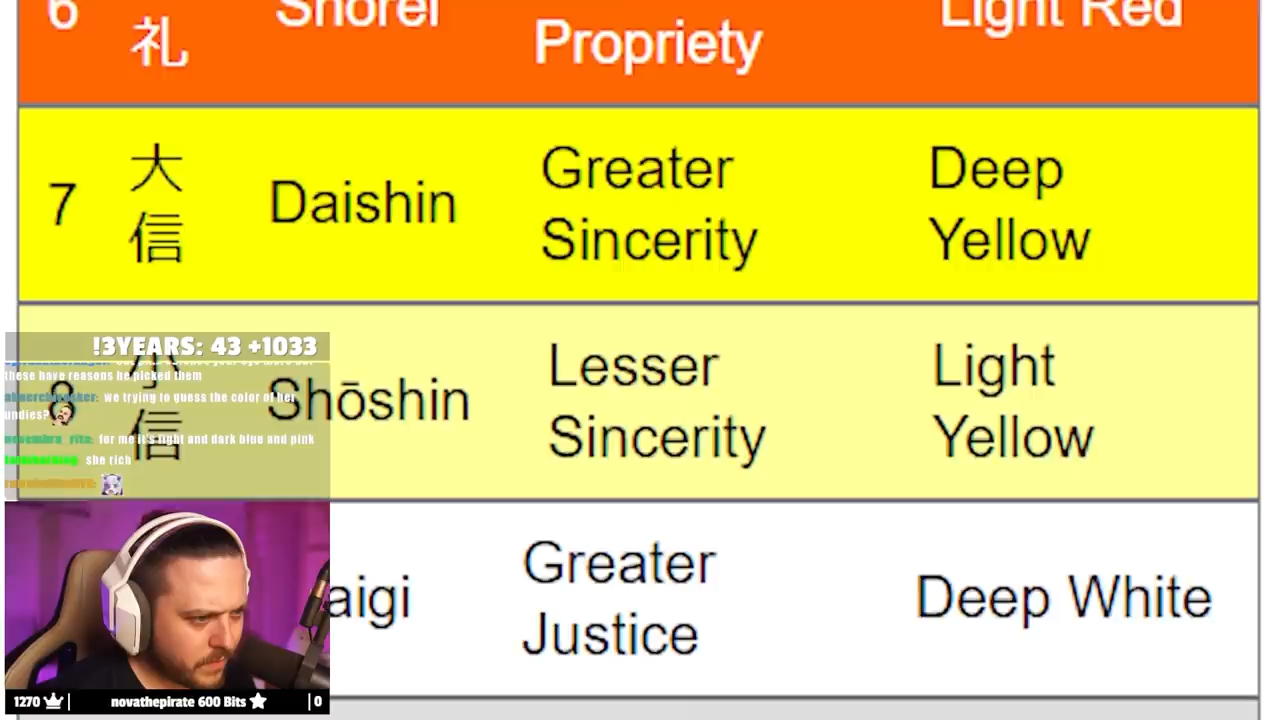 6
礼
Shōrei
Propriety
Light Red
7
大
信
Daishin
Greater
Sincerity
Deep
Yellow
!3YEARS: 43 +1033
these have reasons he picked them
we trying to guess the color of her
undies?
for me it's light and dark blue and pink
she rich
8
小
信
Shōshin
Lesser
Sincerity
Light
Yellow
aigi
Greater
Justice
Deep White
1270
novathepirate 600 Bits
0